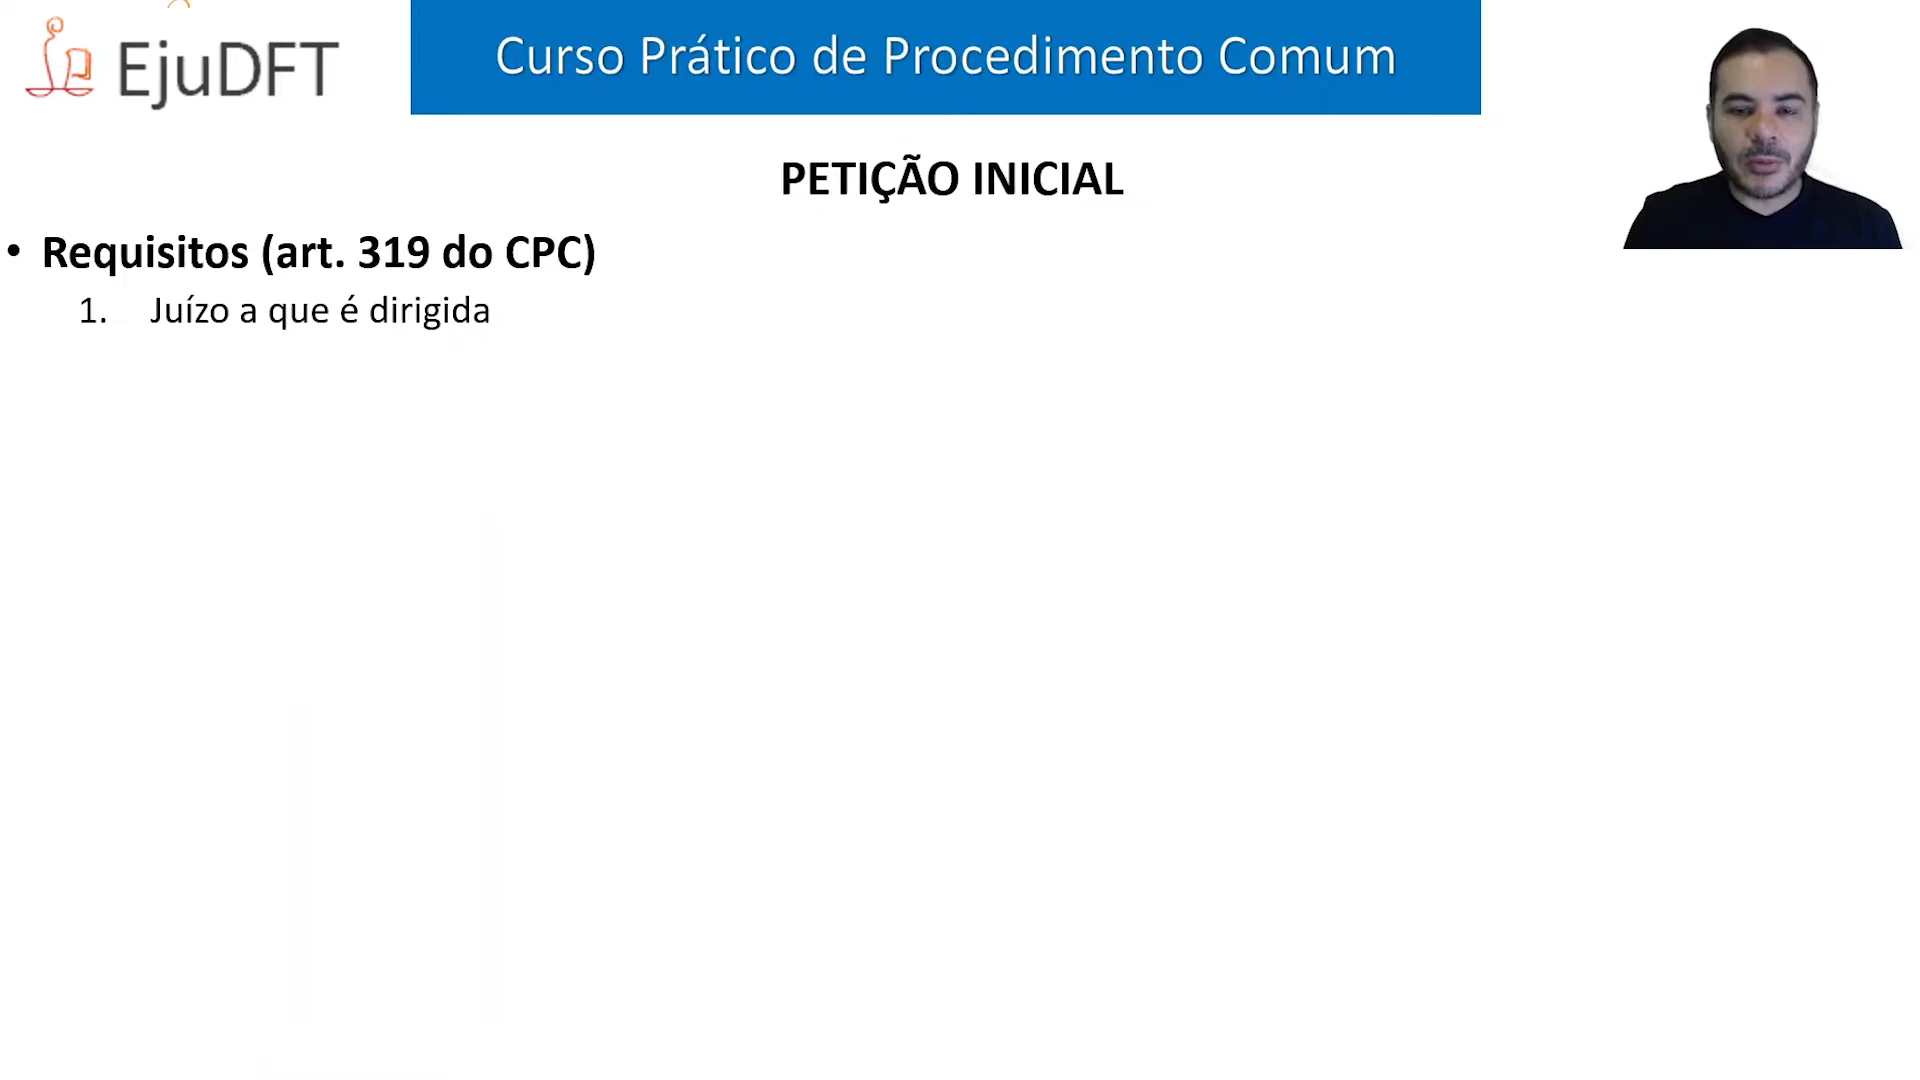 EjuDFT
Curso Prático de Procedimento Comum
PETIÇÃO INICIAL
• Requisitos (art. 319 do CPC)
1. Juízo a que é dirigida